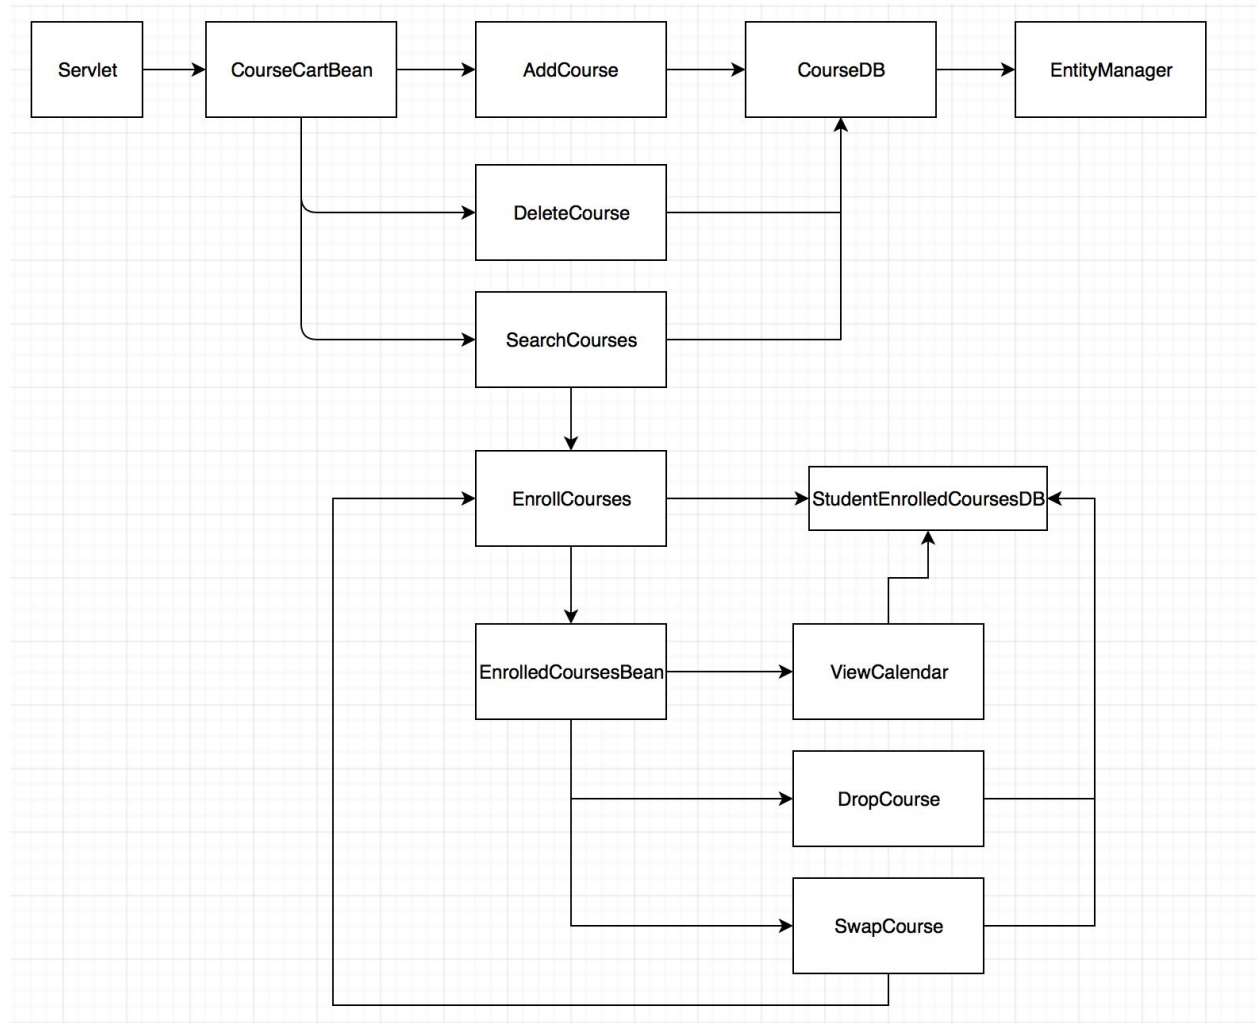 Servlet
CourseCartBean
AddCourse
CourseDB
EntityManager
DeleteCourse
SearchCourses
EnrollCourses
StudentEnrolledCoursesDB
EnrolledCoursesBean
ViewCalendar
DropCourse
SwapCourse